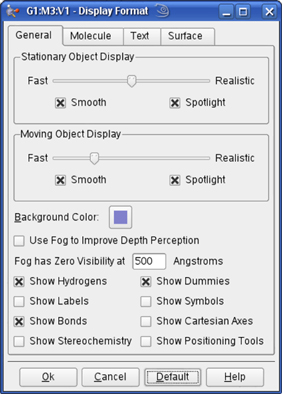 G1:M3:V1 - Display Format
General Molecule Text Surface
Stationary Object Display
Fast Realistic
Smooth Spotlight
Moving Object Display
Fast Realistic
Smooth Spotlight
Background Color:
Use Fog to Improve Depth Perception
Fog has Zero Visibility at 500 Angstroms
Show Hydrogens Show Dummies
Show Labels Show Symbols
Show Bonds Show Cartesian Axes
Show Stereochemistry Show Positioning Tools
Ok Cancel Default Help